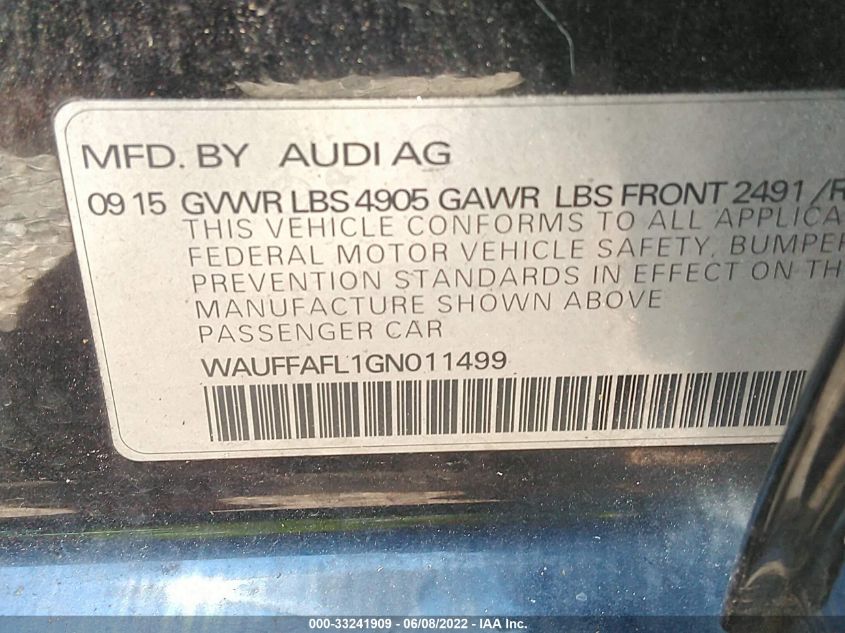 MFD. BY AUDI AG
09 15 GVWR LBS 4905 GAWR LBS FRONT 2491 /R
THIS VEHICLE CONFORMS TO ALL APPLICA
FEDERAL MOTOR VEHICLE SAFETY, BUMPER
PREVENTION STANDARDS IN EFFECT ON TH
MANUFACTURE SHOWN ABOVE
PASSENGER CAR
WAUFFAFL1GN011499
000-33241909 - 06/08/2022 - IAA Inc.